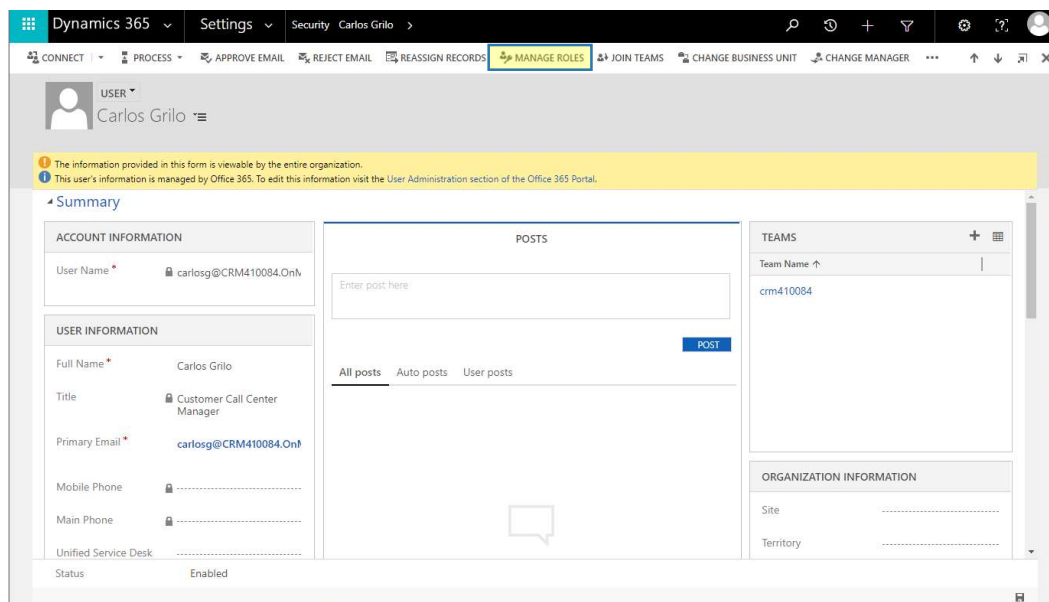 Dynamics 365 Settings Security Carlos Grilo >
CONNECT PROCESS APPROVE EMAIL REJECT EMAIL REASSIGN RECORDS MANAGE ROLES JOIN TEAMS CHANGE BUSINESS UNIT CHANGE MANAGER ...
USER
Carlos Grilo
The information provided in this form is viewable by the entire organization.
This user's information is managed by Office 365. To edit this information visit the User Administration section of the Office 365 Portal.
Summary
ACCOUNT INFORMATION
User Name * carlosg@CRM410084.On
USER INFORMATION
Full Name * Carlos Grilo
Title Customer Call Center
Manager
Primary Email * carlosg@CRM410084.On
Mobile Phone
Main Phone
Unified Service Desk
POSTS
Enter post here
POST
All posts Auto posts User posts
TEAMS
Team Name ↑
crm410084
ORGANIZATION INFORMATION
Site
Territory
Status Enabled